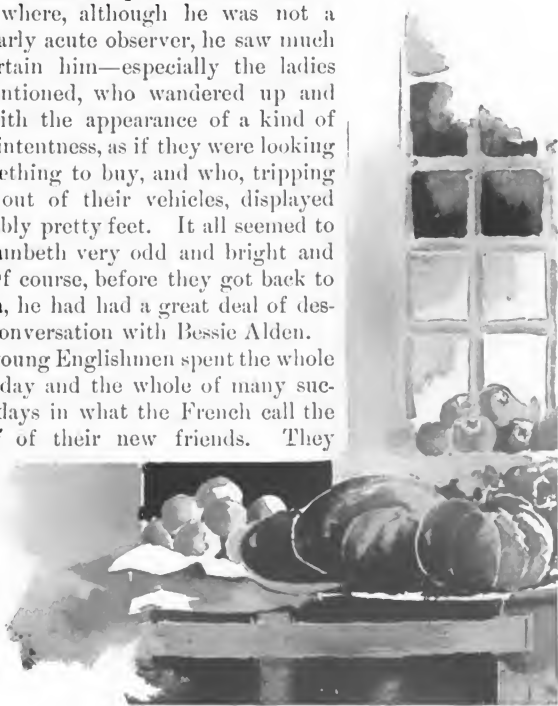 where, although he was not a
arly acute observer, he saw much
rtain him—especially the ladies
ntioned, who wandered up and
ith the appearance of a kind of
intentness, as if they were looking
ething to buy, and who, tripping
out of their vehicles, displayed
bly pretty feet. It all seemed to
mbeth very odd and bright and
f course, before they got back to
, he had had a great deal of des-
onversation with Bessie Alden.
oung Englishmen spent the whole
day and the whole of many suc-
days in what the French call the
of their new friends. They